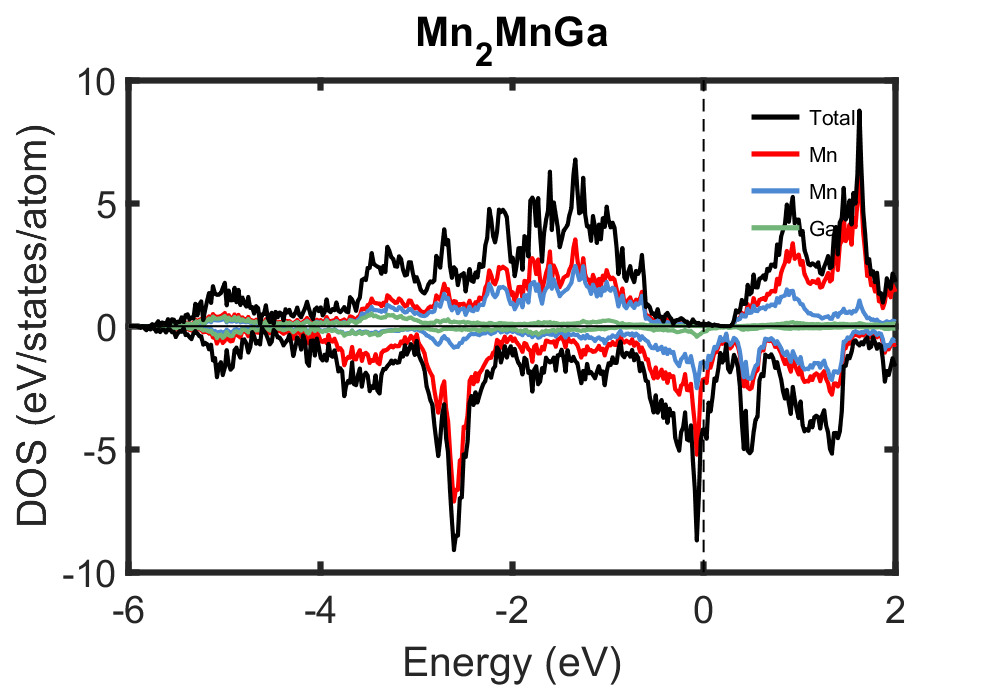 Mn2MnGa
10
5
0
-5
-10
-6 -4 -2 0 2
DOS (eV/states/atom)
Energy (eV)
Total
Mn
Mn
Ga